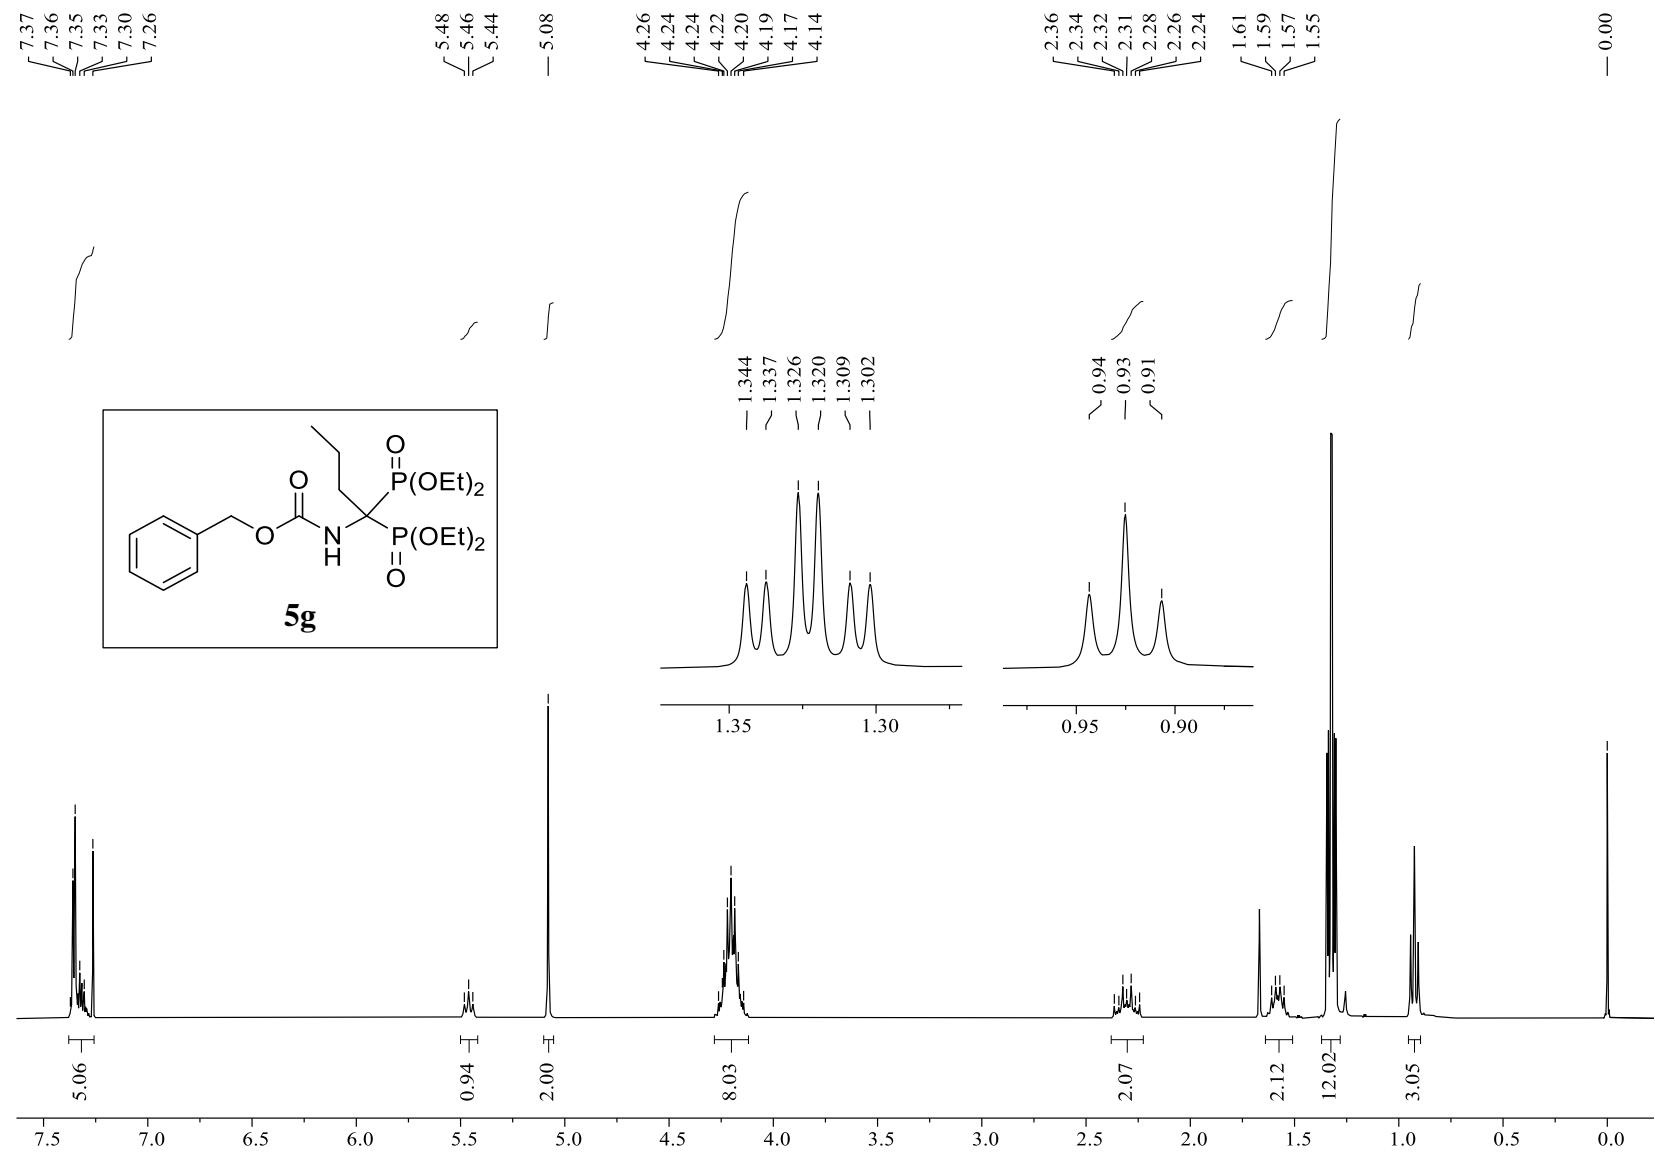 7.37 7.36 7.35 7.33 7.30 7.26 5.48 5.46 5.44 5.08 4.26 4.24 4.24 4.22 4.20 4.19 4.17 4.14 2.36 2.34 2.32 2.31 2.28 2.26 2.24 1.61 1.59 1.57 1.55 0.00
1.344 1.337 1.326 1.320 1.309 1.302 0.94 0.93 0.91
O
P(OEt)2
O
O
N
H
P(OEt)2
O
5g
1.35 1.30 0.95 0.90
5.06 0.94 2.00 8.03 2.07 2.12 12.02 3.05
7.5 7.0 6.5 6.0 5.5 5.0 4.5 4.0 3.5 3.0 2.5 2.0 1.5 1.0 0.5 0.0